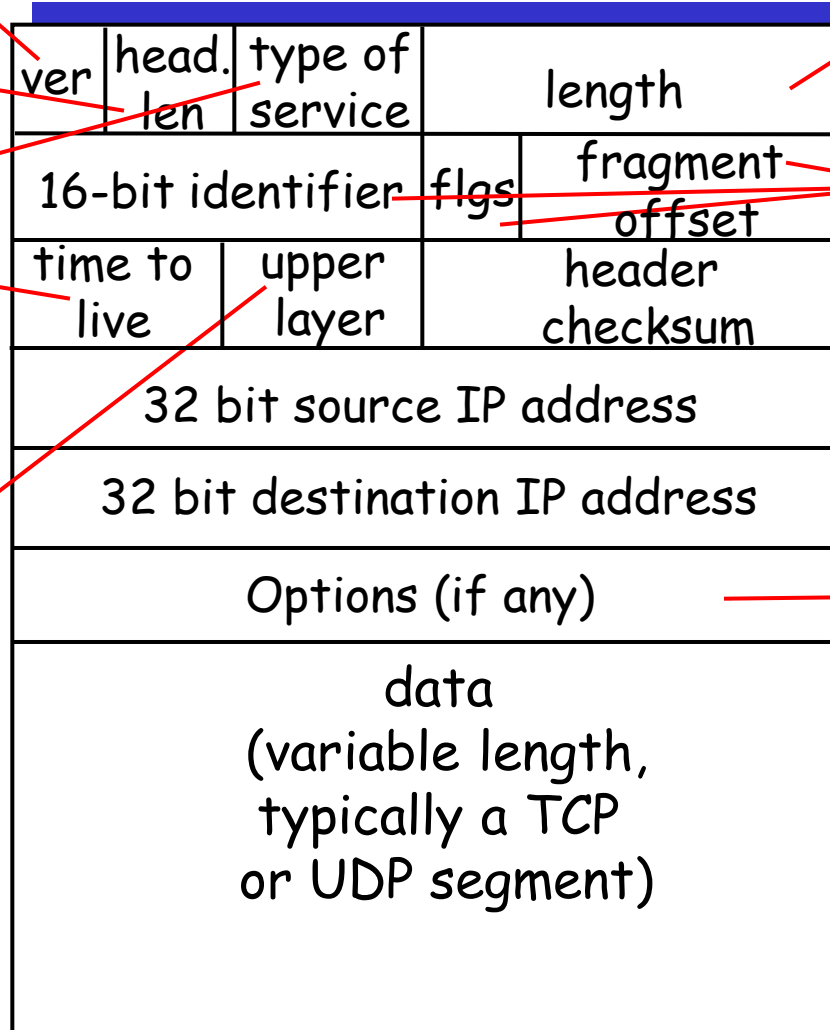 ver
head.
len
type of
service
length
16-bit identifier
flgs
fragment
offset
time to
live
upper
layer
header
checksum
32 bit source IP address
32 bit destination IP address
Options (if any)
data
(variable length,
typically a TCP
or UDP segment)